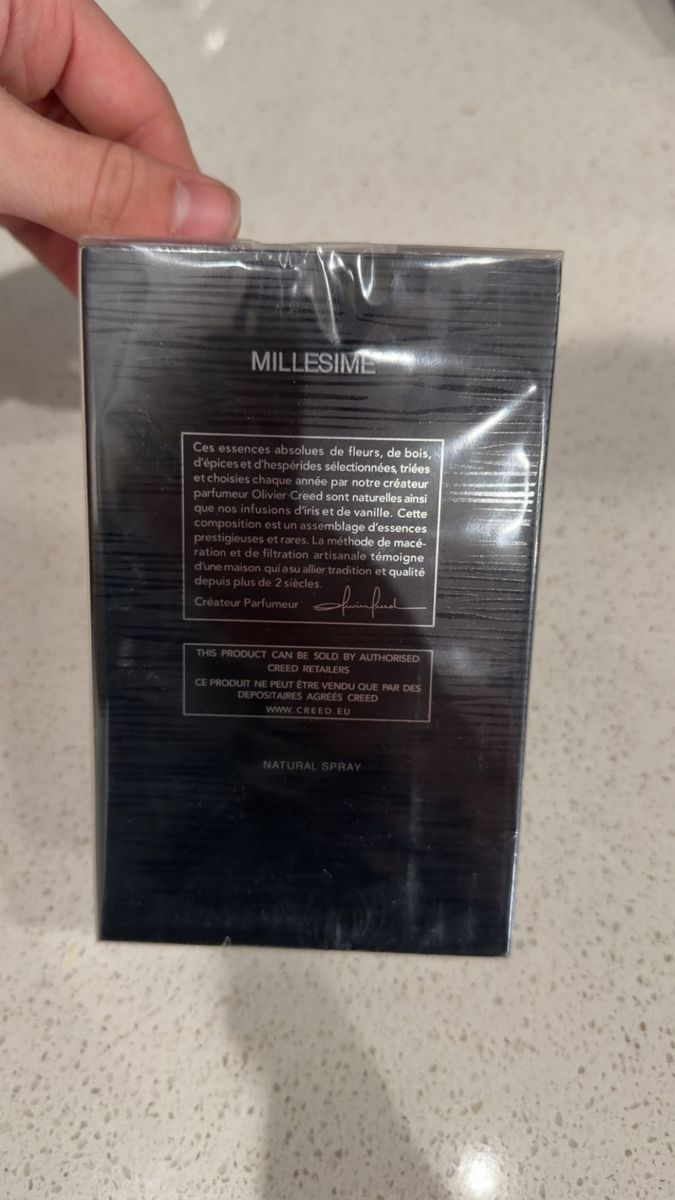 MILLESIME
Ces essences absolues de fleurs, de bois,
d'épices et d'hespérides sélectionnées, triées
et choisies chaque année par notre créateur
parfumeur Olivier Creed sont naturelles ainsi
que nos infusions d'iris et de vanille. Cette
composition est un assemblage d'essences
prestigieuses et rares. La méthode de macé-
ration et de filtration artisanale témoigne
d'une maison qui a su allier tradition et qualité
depuis plus de 2 siècles.
Créateur Parfumeur
THIS PRODUCT CAN BE SOLD BY AUTHORISED
CREED RETAILERS
CE PRODUIT NE PEUT ÊTRE VENDU QUE PAR DES
DEPOSITAIRES AGRÉÉS CREED
WWW.CREED.EU
NATURAL SPRAY